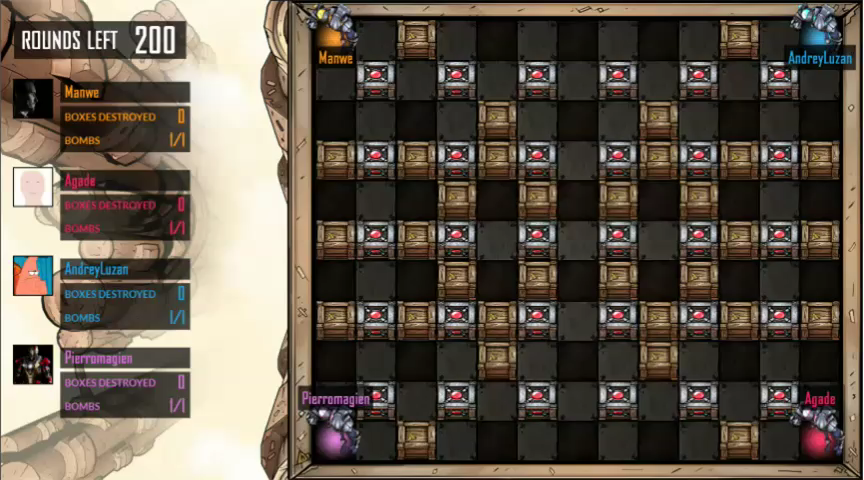 ROUNDS LEFT 200
Manwe
BOXES DESTROYED 0
BOMBS 1/1
Agade
BOXES DESTROYED 0
BOMBS 1/1
AndreyLuzan
BOXES DESTROYED 0
BOMBS 1/1
Pierromagien
BOXES DESTROYED 0
BOMBS 1/1
Manwe
AndreyLuzan
Pierromagien
Agade